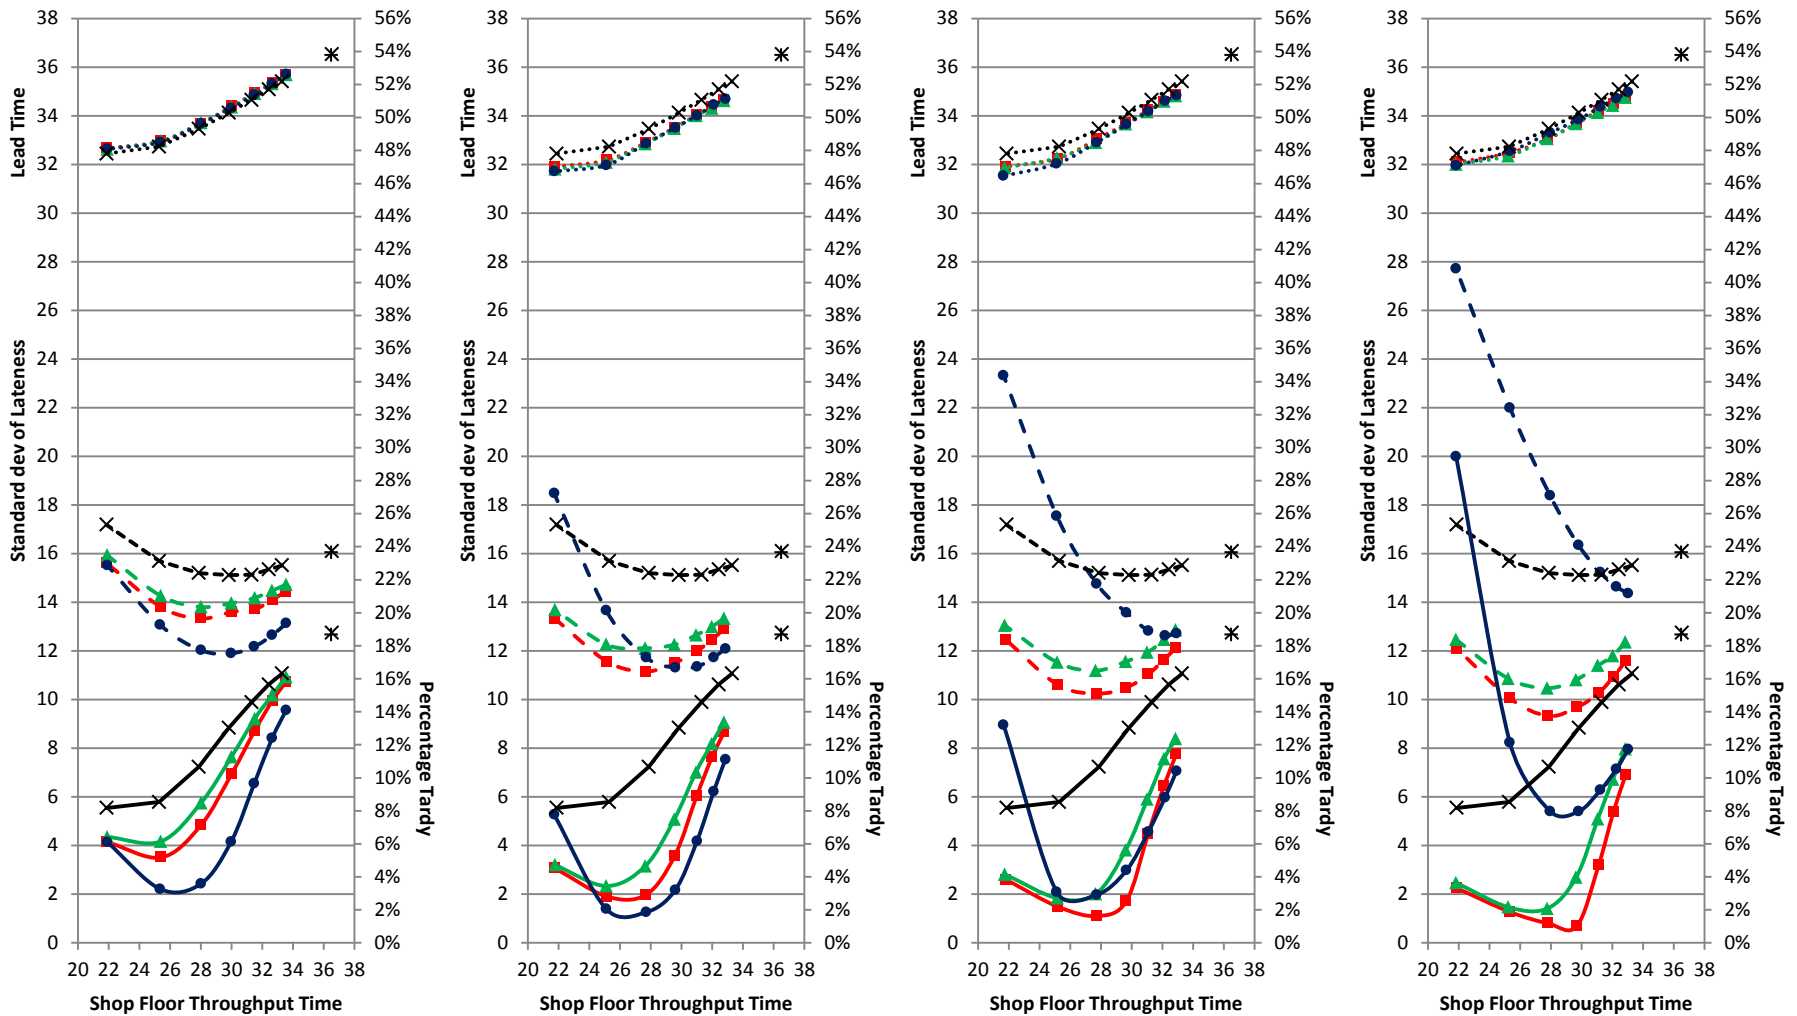 38 56% 38 56% 38 56% 38 56%
54% 54% 54% 54%
36 52% 36 52% 36 52% 36 52%
50% 50% 50% 50%
34 34 34 34
48% 48% 48% 48%
32 32 32 32
46% 46% 46% 46%
44% 44% 44% 44%
30 30 30 30
42% 42% 42% 42%
28 40% 28 40% 28 40% 28 40%
38% 38% 38% 38%
26 26 26 26
36% 36% 36% 36%
24 34% 24 34% 24 34% 24 34%
32% 32% 32% 32%
22 22 22 22
30% 30% 30% 30%
20 28% 20 28% 20 28% 20 28%
26% 26% 26% 26%
18 18 18 18
24% 24% 24% 24%
16 16 16 16
22% 22% 22% 22%
14 20% 14 20% 14 20% 14 20%
18% 18% 18% 18%
12 12 12 12
16% 16% 16% 16%
10 14% 10 14% 10 14% 10 14%
12% 12% 12% 12%
8 8 8 8
10% 10% 10% 10%
6 8% 6 8% 6 8% 6 8%
6% 6% 6% 6%
4 4 4 4
4% 4% 4% 4%
2 2% 2 2% 2 2% 2 2%
0 0% 0 0% 0 0% 0 0%
20 22 24 26 28 30 32 34 36 38
20 22 24 26 28 30 32 34 36 38
20 22 24 26 28 30 32 34 36 38
20 22 24 26 28 30 32 34 36 38
Shop Floor Throughput Time
Shop Floor Throughput Time
Shop Floor Throughput Time
Shop Floor Throughput Time
Lead Time
Standard dev of Lateness
Percentage Tardy
Lead Time
Standard dev of Lateness
Percentage Tardy
Lead Time
Standard dev of Lateness
Percentage Tardy
Lead Time
Standard dev of Lateness
Percentage Tardy